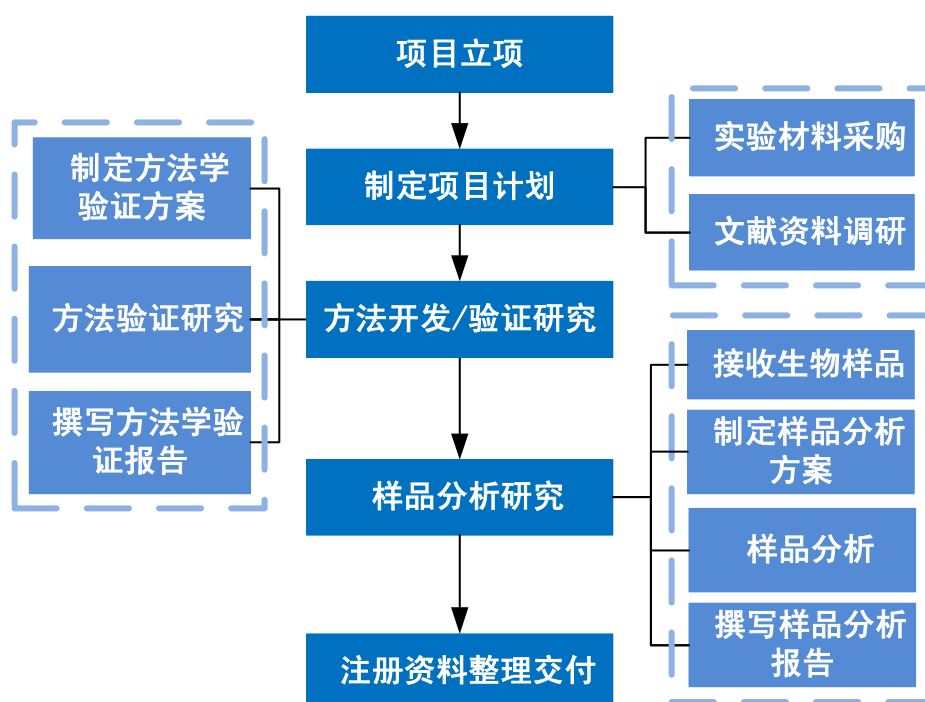 项目立项
制定项目计划
实验材料采购
文献资料调研
方法开发/验证研究
制定方法学
验证方案
方法验证研究
撰写方法学验
证报告
样品分析研究
接收生物样品
制定样品分析
方案
样品分析
撰写样品分析
报告
注册资料整理交付